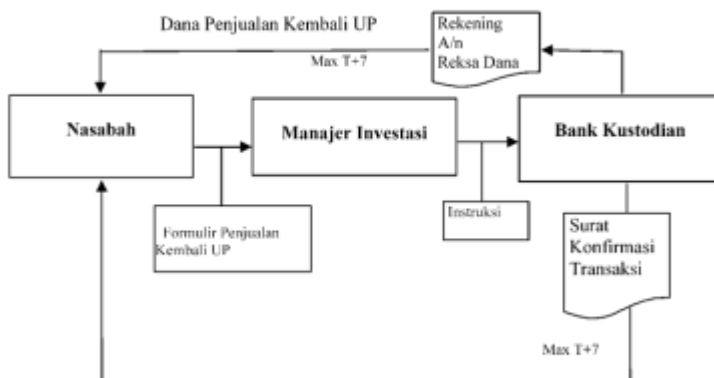 Dana Penjualan Kembali UP
Rekening
A/n
Reksa Dana
Max T+7
Nasabah
Manajer Investasi
Bank Kustodian
Formulir Penjualan
Kembali UP
Instruksi
Surat
Konfirmasi
Transaksi
Max T+7